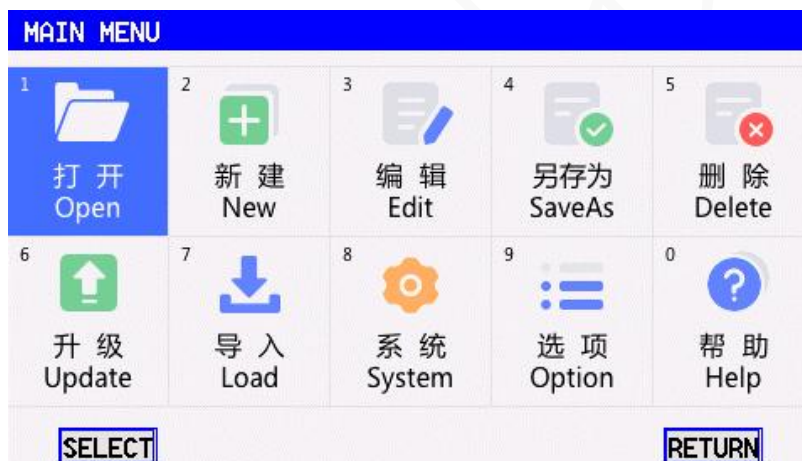 MAIN MENU
1
2
3
4
5
打 开
新 建
编 辑
另存为
删 除
Open
New
Edit
SaveAs
Delete
6
7
8
9
0
升 级
导 入
系 统
选 项
帮 助
Update
Load
System
Option
Help
SELECT
RETURN